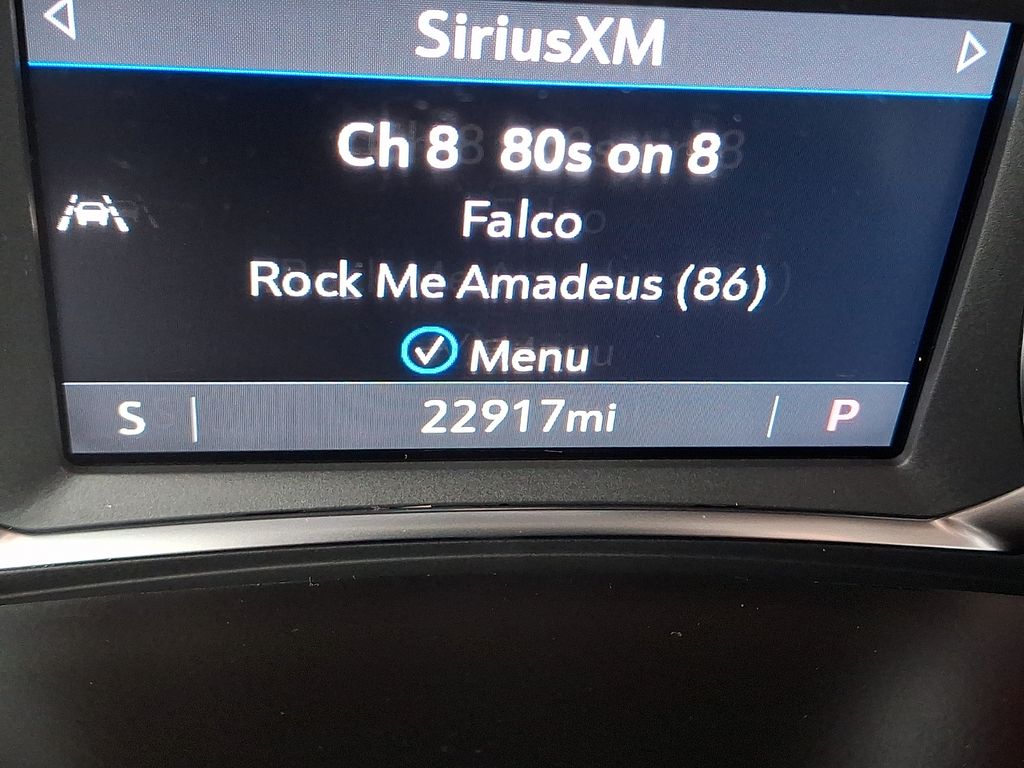 SiriusXM
Ch 8 80s on 8
Falco
Rock Me Amadeus (86)
Menu
S 22917mi P